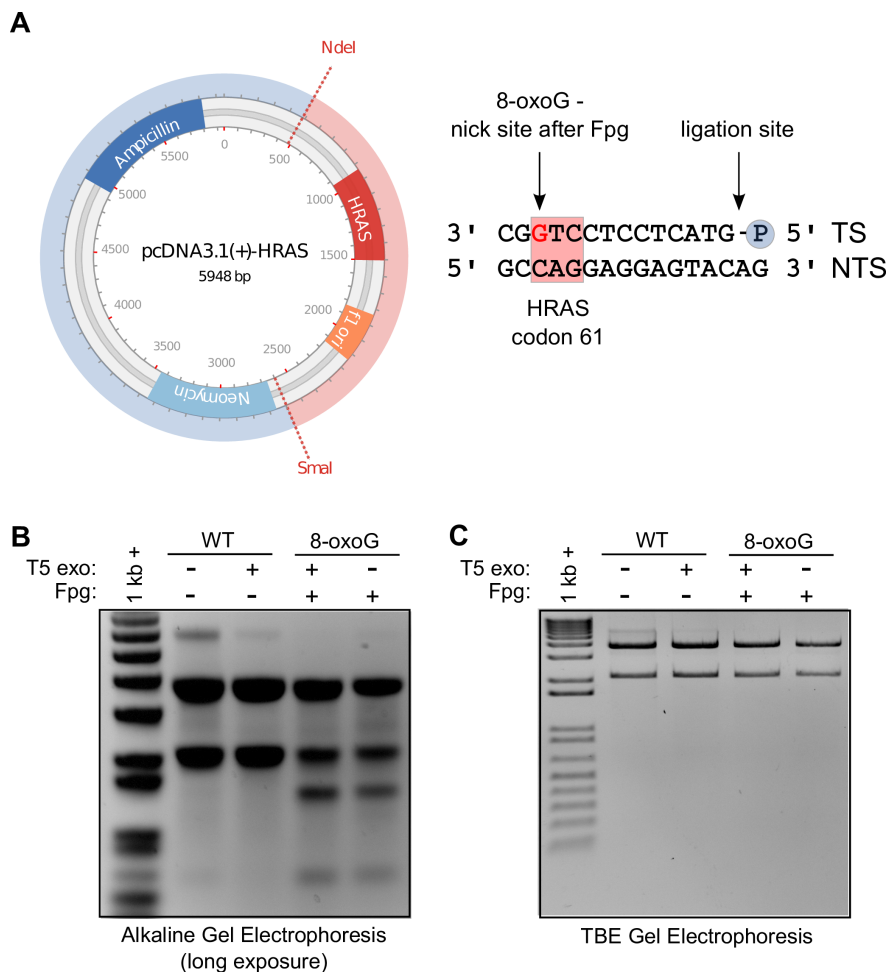 A
NdeI
Ampicillin
HRAS
f1 ori
Neomycin
SmaI
0
500
1000
1500
2000
2500
3000
3500
4000
4500
5000
5500
pcDNA3.1(+)-HRAS
5948 bp
8-oxoG -
nick site after Fpg
ligation site
3' CGGTCCTCCTCATG-P 5' TS
5' GCCAGGAGGAGTACAG 3' NTS
HRAS
codon 61
B
1 kb +
WT
8-oxoG
T5 exo: - + + -
Fpg: - - + +
Alkaline Gel Electrophoresis
(long exposure)
C
1 kb +
WT
8-oxoG
T5 exo: - + + -
Fpg: - - + +
TBE Gel Electrophoresis